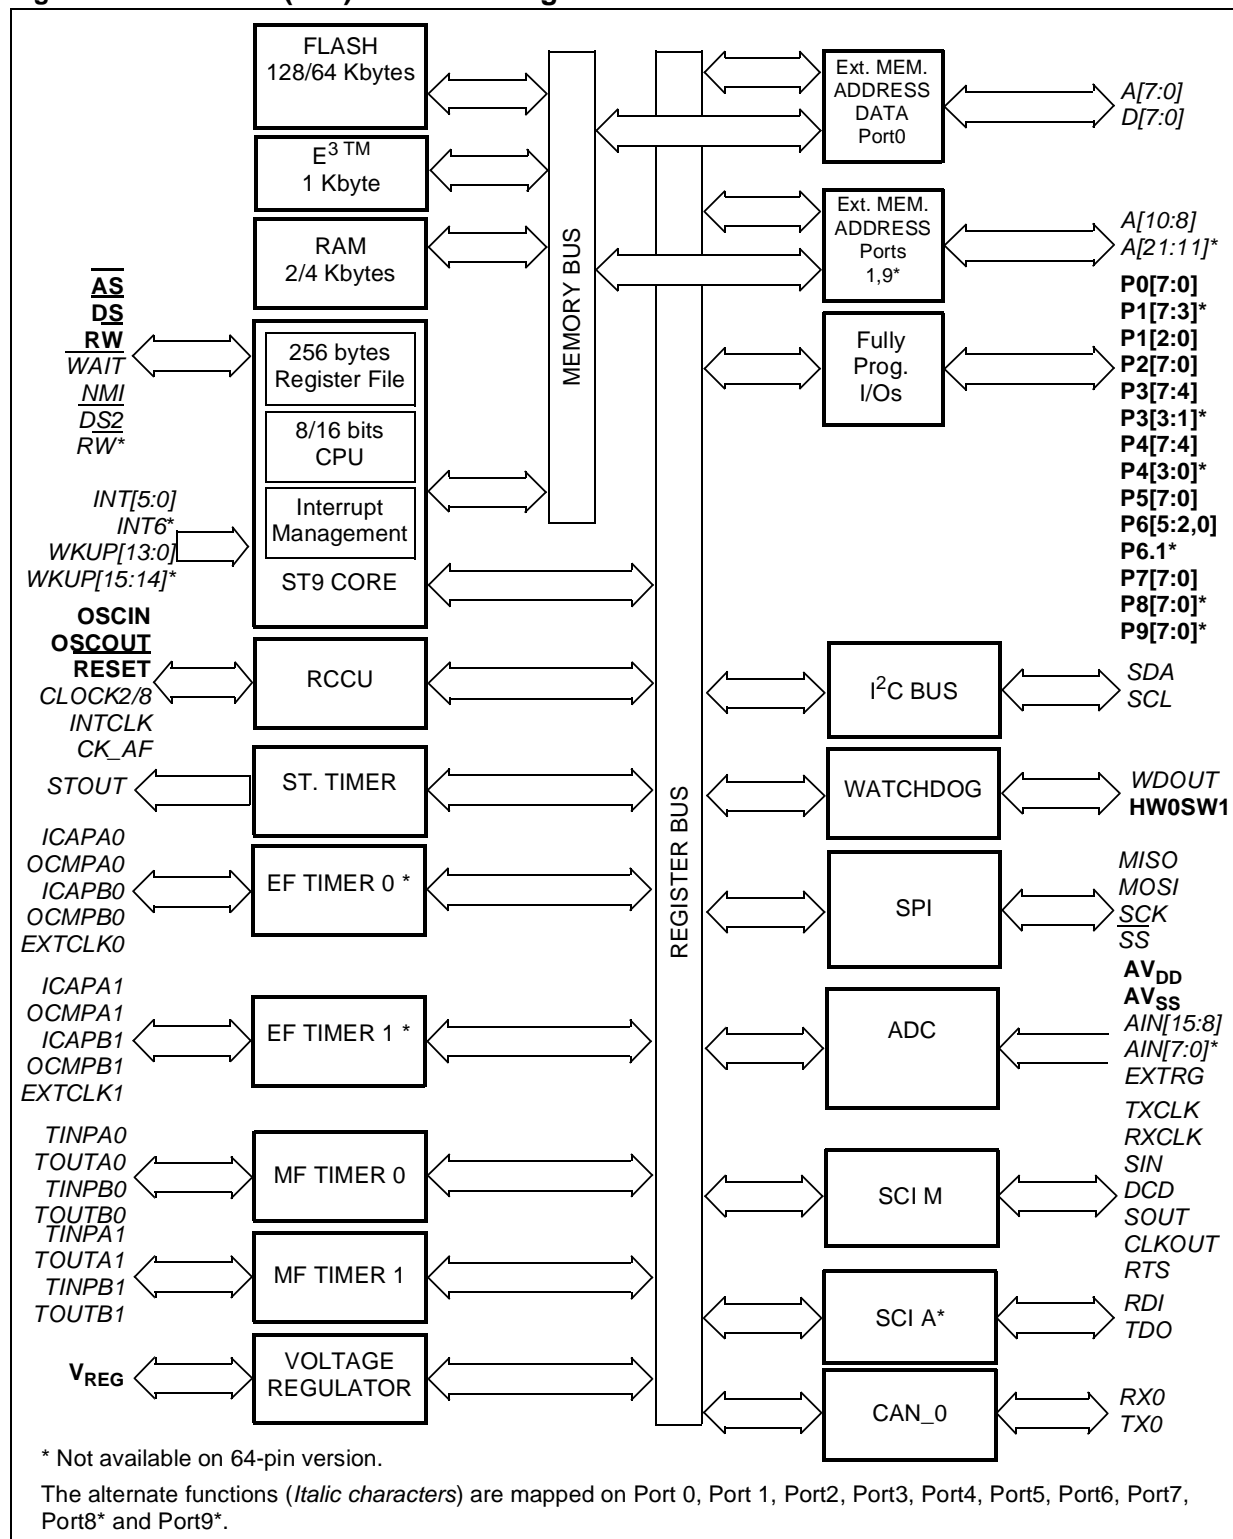 FLASH
128/64 Kbytes
E3 TM
1 Kbyte
RAM
2/4 Kbytes
AS
DS
RW
WAIT
NMI
DS2
RW*
256 bytes
Register File
8/16 bits
CPU
Interrupt
Management
ST9 CORE
INT[5:0]
INT6*
WKUP[13:0]
WKUP[15:14]*
OSCIN
OSCOUT
RESET
CLOCK2/8
INTCLK
CK_AF
RCCU
STOUT
ST. TIMER
ICAPA0
OCMPA0
ICAPB0
OCMPB0
EXTCLK0
EF TIMER 0 *
ICAPA1
OCMPA1
ICAPB1
OCMPB1
EXTCLK1
EF TIMER 1 *
TINPA0
TOUTA0
TINPB0
TOUTB0
MF TIMER 0
TINPA1
TOUTA1
TINPB1
TOUTB1
MF TIMER 1
VREG
VOLTAGE
REGULATOR
MEMORY BUS
REGISTER BUS
Ext. MEM.
ADDRESS
DATA
Port0
A[7:0]
D[7:0]
Ext. MEM.
ADDRESS
Ports
1,9*
A[10:8]
A[21:11]*
Fully
Prog.
I/Os
P0[7:0]
P1[7:3]*
P1[2:0]
P2[7:0]
P3[7:4]
P3[3:1]*
P4[7:4]
P4[3:0]*
P5[7:0]
P6[5:2,0]
P6.1*
P7[7:0]
P8[7:0]*
P9[7:0]*
I2C BUS
SDA
SCL
WATCHDOG
WDOUT
HW0SW1
SPI
MISO
MOSI
SCK
SS
ADC
AVDD
AVSS
AIN[15:8]
AIN[7:0]*
EXTRG
SCI M
TXCLK
RXCLK
SIN
DCD
SOUT
CLKOUT
RTS
SCI A*
RDI
TDO
CAN_0
RX0
TX0
* Not available on 64-pin version.
The alternate functions (Italic characters) are mapped on Port 0, Port 1, Port2, Port3, Port4, Port5, Port6, Port7,
Port8* and Port9*.